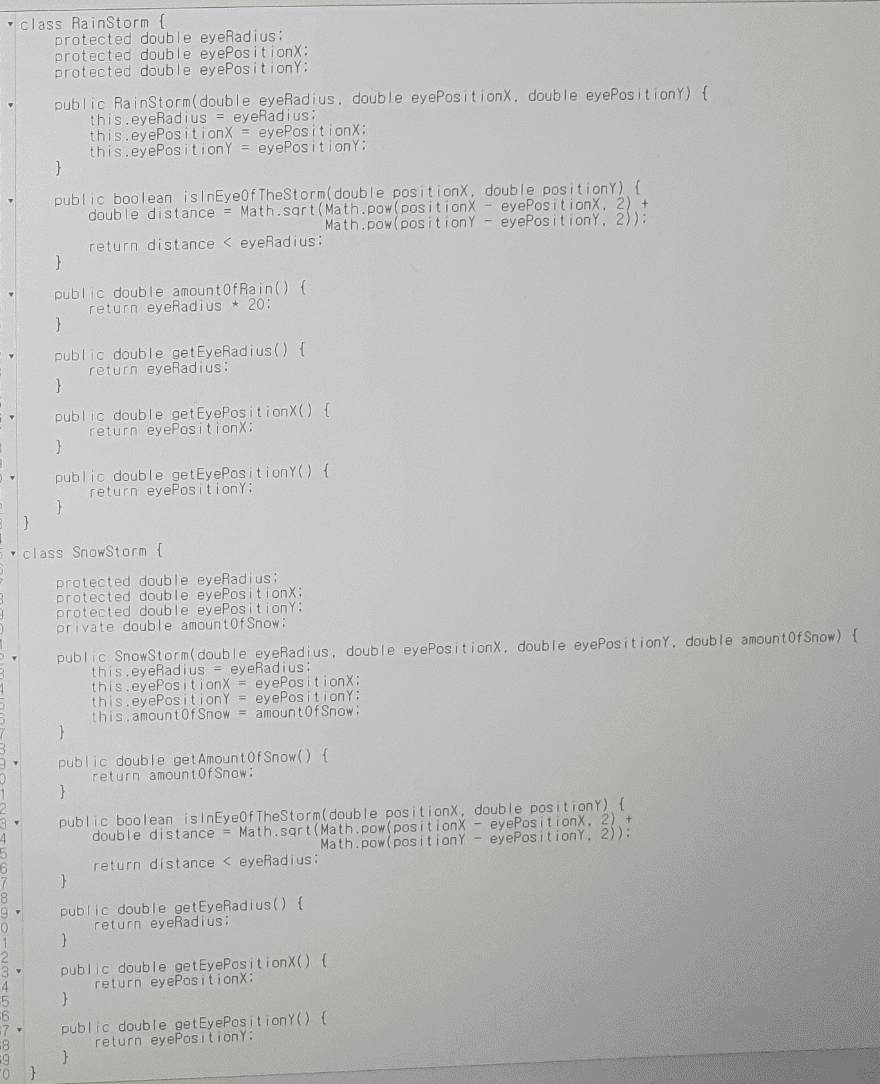 class RainStorm {
protected double eyeRadius;
protected double eyePositionX;
protected double eyePositionY;
public RainStorm(double eyeRadius, double eyePositionX, double eyePositionY) {
this.eyeRadius = eyeRadius;
this.eyePositionX = eyePositionX;
this.eyePositionY = eyePositionY;
}
public boolean isInEyeOfTheStorm(double positionX, double positionY) {
double distance = Math.sqrt(Math.pow(positionX - eyePositionX, 2) +
Math.pow(positionY - eyePositionY, 2));
return distance < eyeRadius;
}
public double amountOfRain() {
return eyeRadius * 20;
}
public double getEyeRadius() {
return eyeRadius;
}
public double getEyePositionX() {
return eyePositionX;
}
public double getEyePositionY() {
return eyePositionY;
}
}
class SnowStorm {
protected double eyeRadius;
protected double eyePositionX;
protected double eyePositionY;
private double amountOfSnow;
public SnowStorm(double eyeRadius, double eyePositionX, double eyePositionY, double amountOfSnow) {
this.eyeRadius = eyeRadius;
this.eyePositionX = eyePositionX;
this.eyePositionY = eyePositionY;
this.amountOfSnow = amountOfSnow;
}
public double getAmountOfSnow() {
return amountOfSnow;
}
public boolean isInEyeOfTheStorm(double positionX, double positionY) {
double distance = Math.sqrt(Math.pow(positionX - eyePositionX, 2) +
Math.pow(positionY - eyePositionY, 2));
return distance < eyeRadius;
}
public double getEyeRadius() {
return eyeRadius;
}
public double getEyePositionX() {
return eyePositionX;
}
public double getEyePositionY() {
return eyePositionY;
}
}